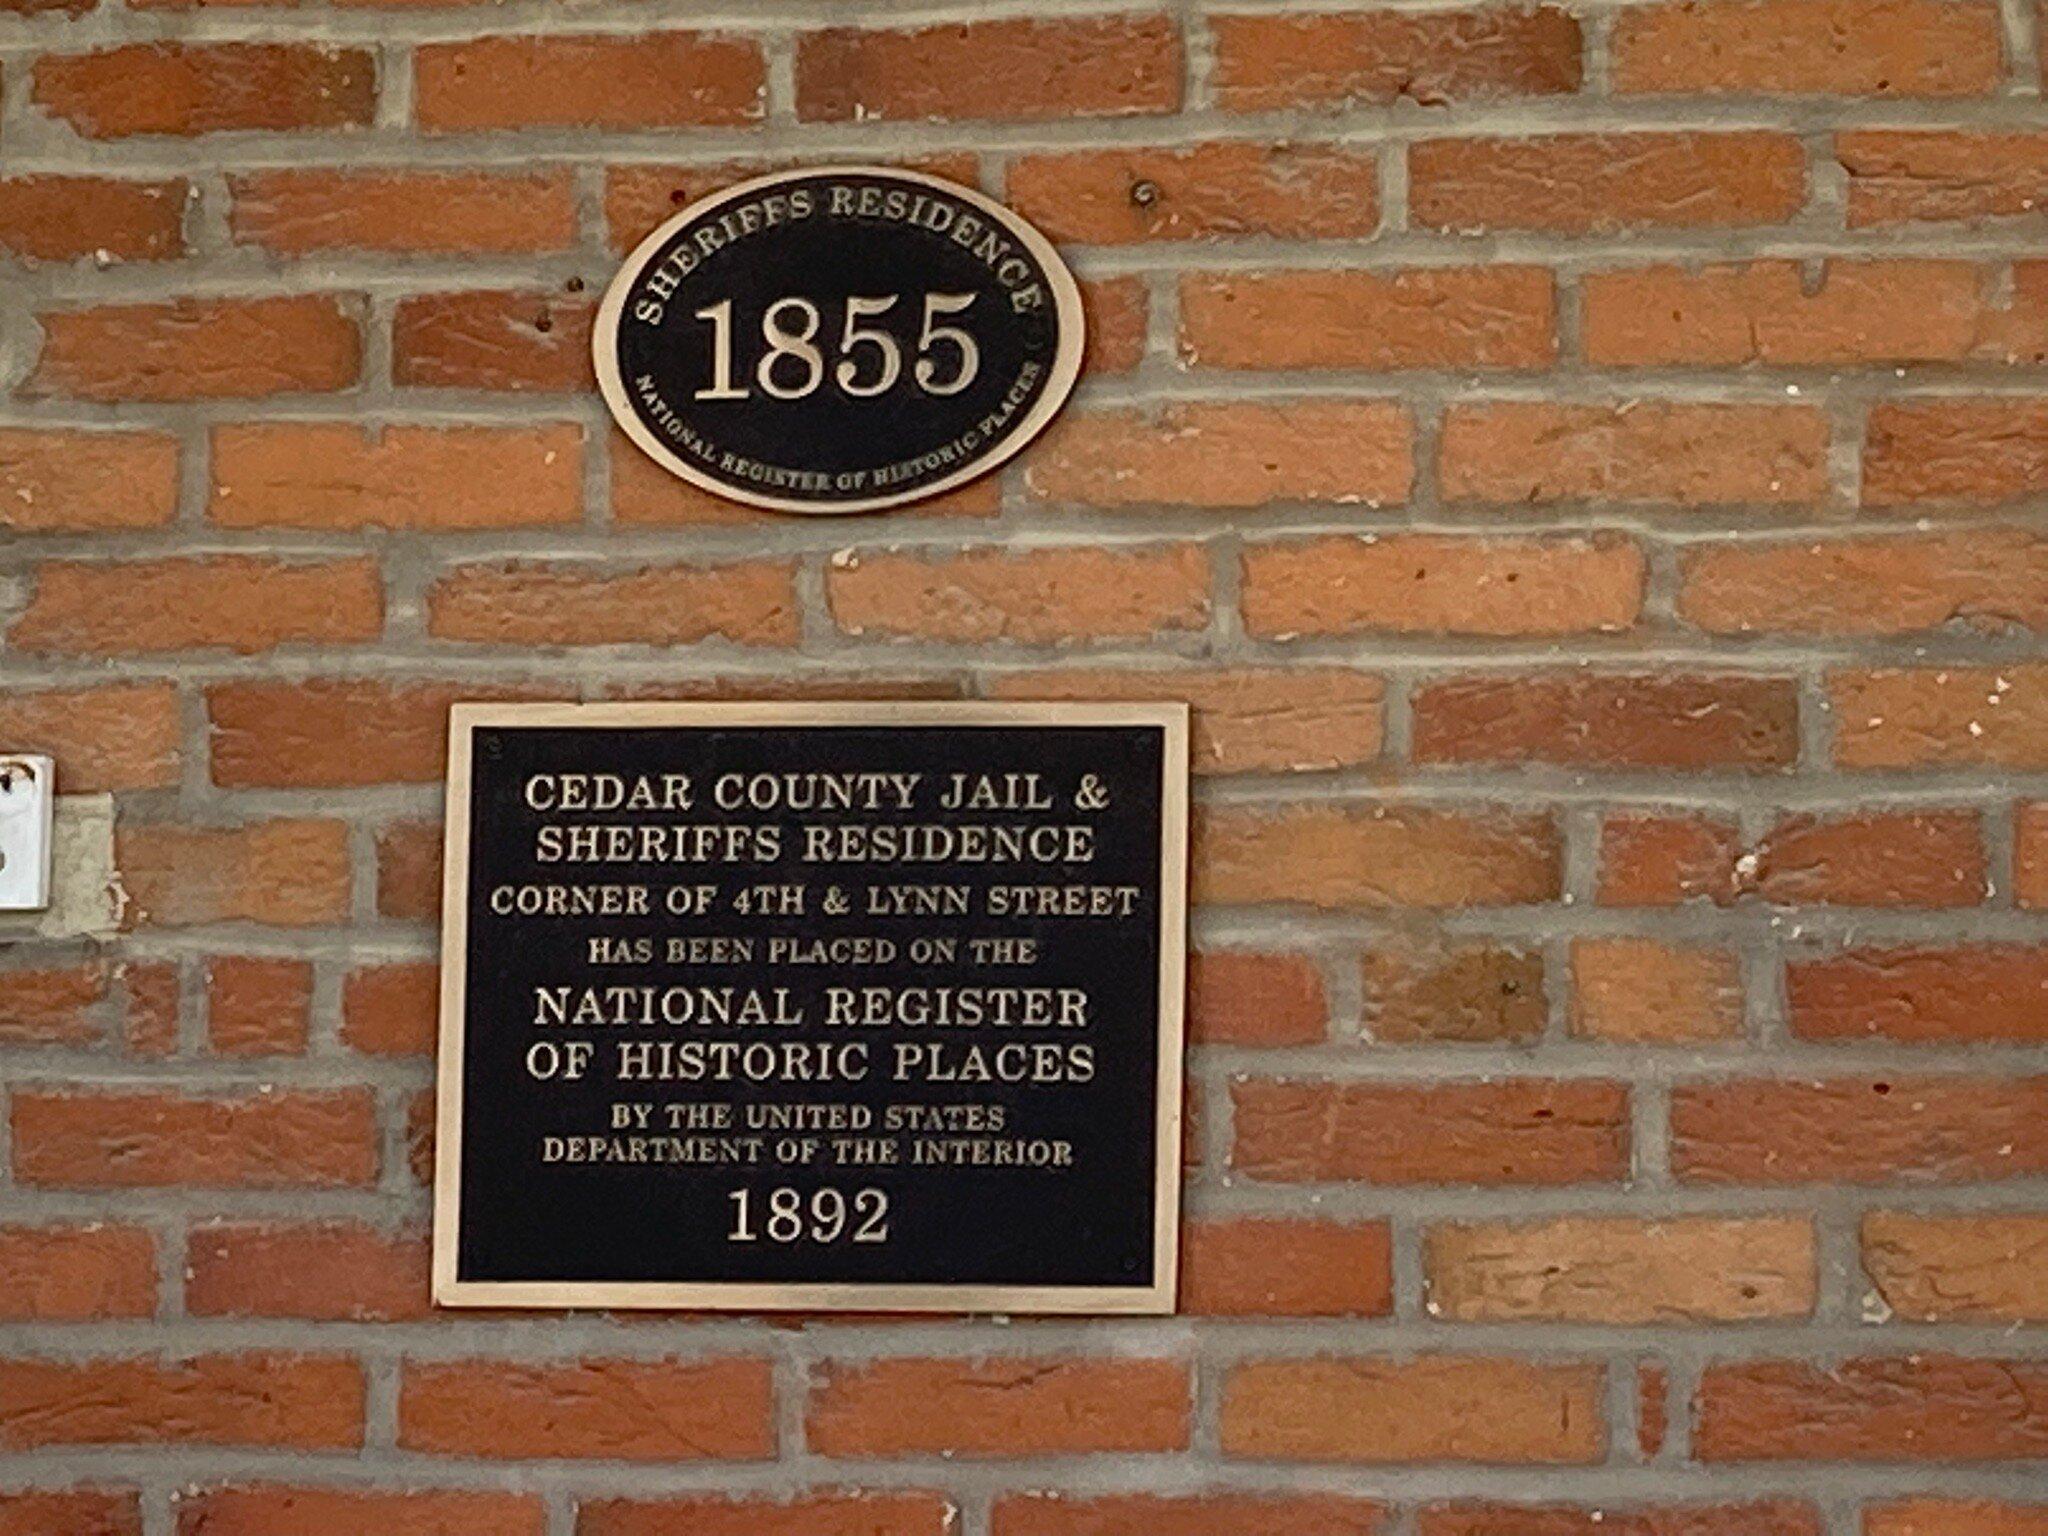 SHERIFFS RESIDENCE
1855
NATIONAL REGISTER OF HISTORIC PLACES
CEDAR COUNTY JAIL &
SHERIFFS RESIDENCE
CORNER OF 4TH & LYNN STREET
HAS BEEN PLACED ON THE
NATIONAL REGISTER
OF HISTORIC PLACES
BY THE UNITED STATES
DEPARTMENT OF THE INTERIOR
1892